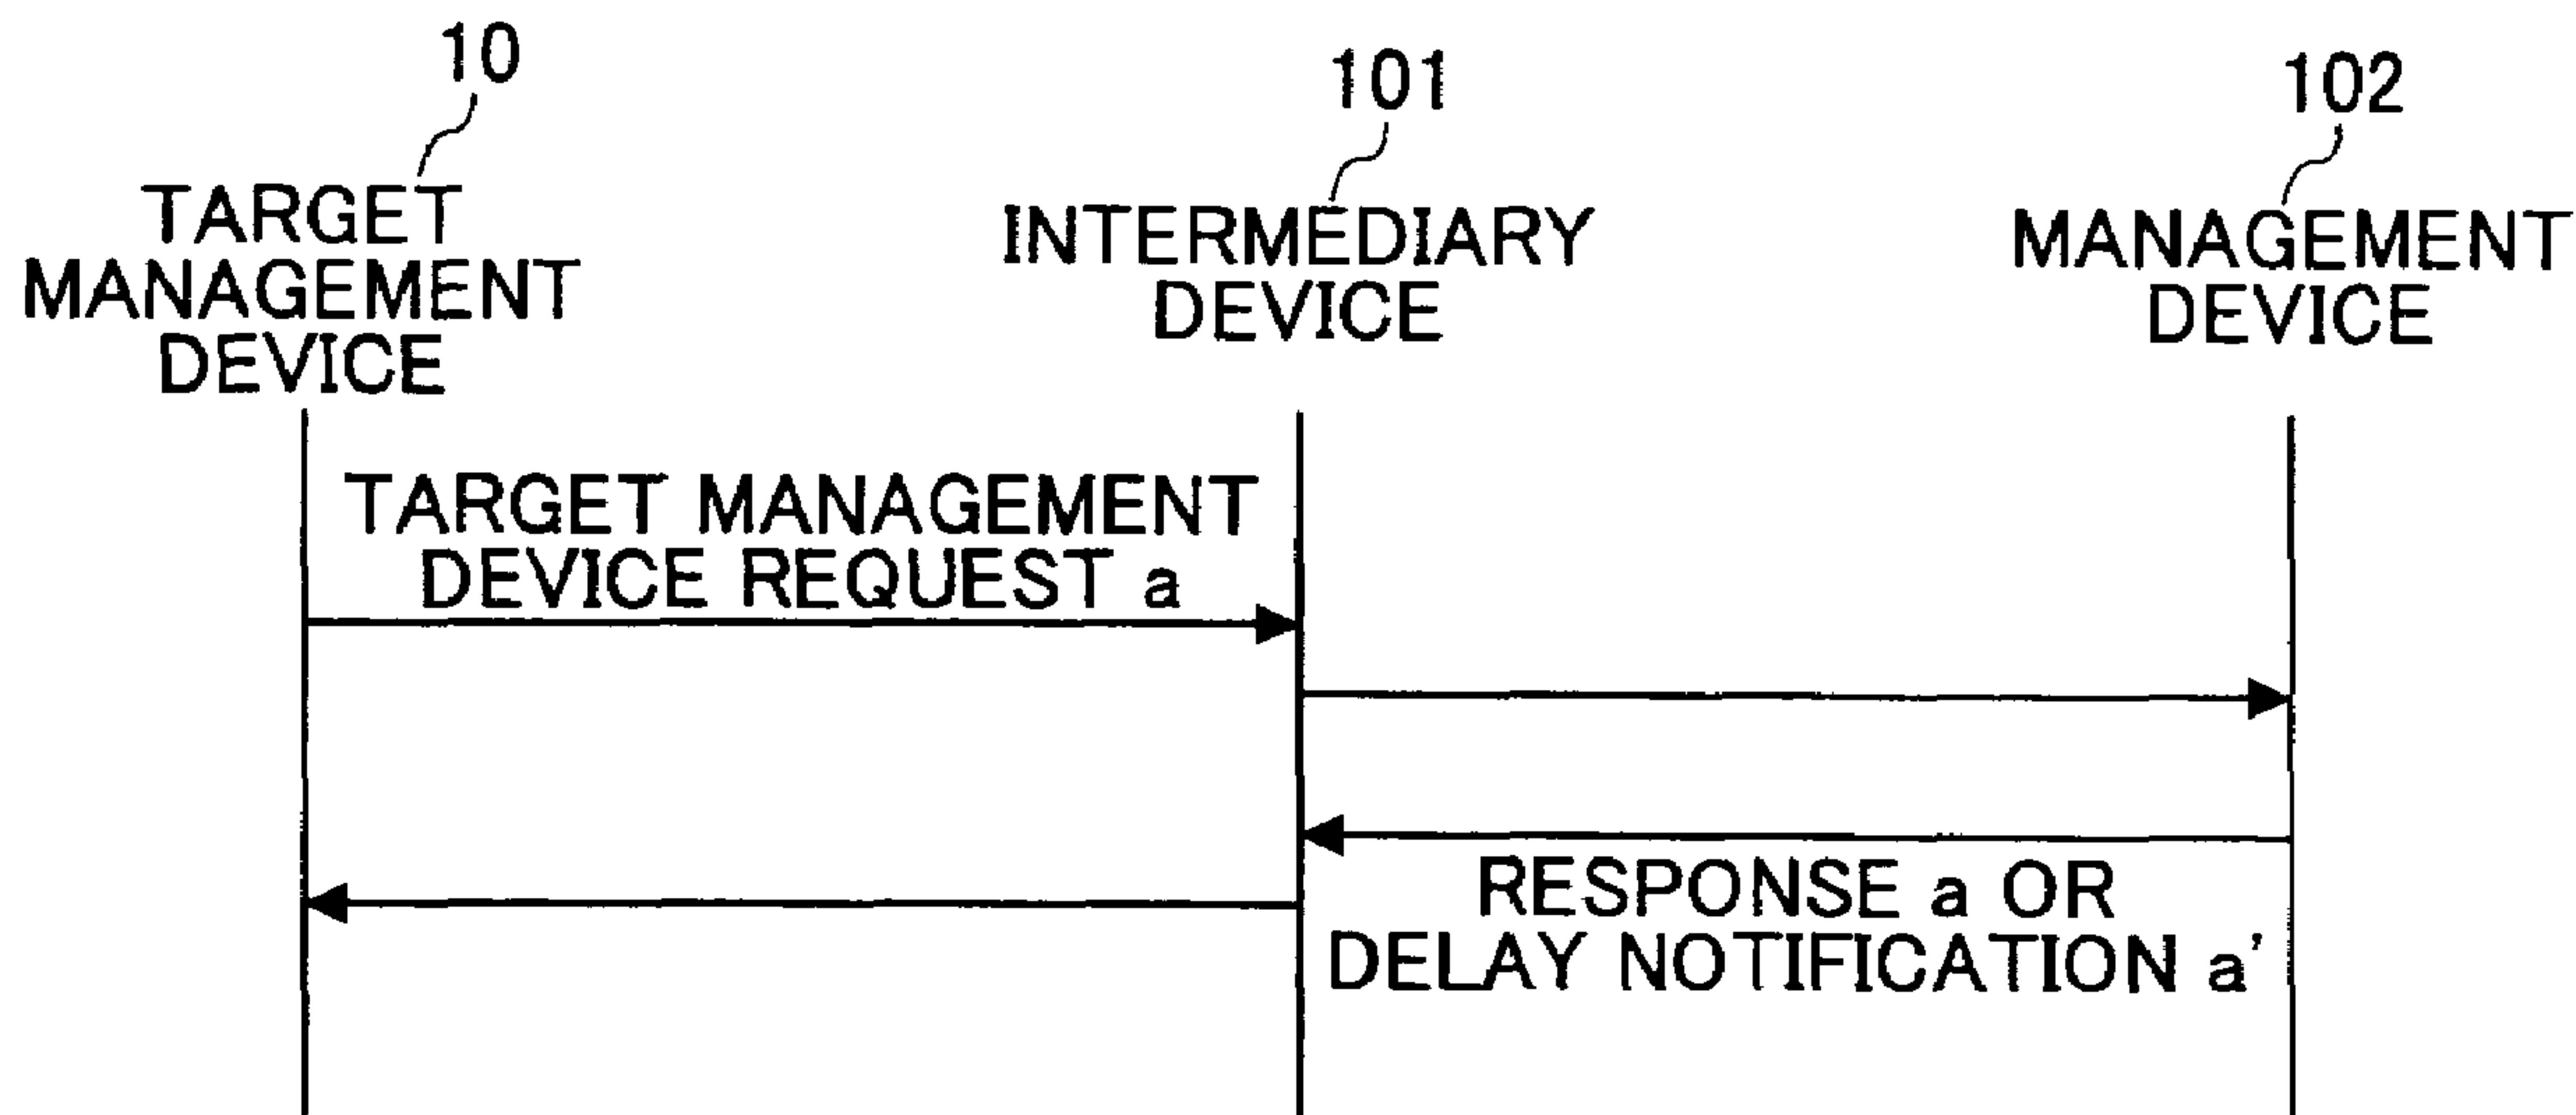 10
TARGET
MANAGEMENT
DEVICE
101
INTERMEDIARY
DEVICE
102
MANAGEMENT
DEVICE
TARGET MANAGEMENT
DEVICE REQUEST a
RESPONSE a OR
DELAY NOTIFICATION a'